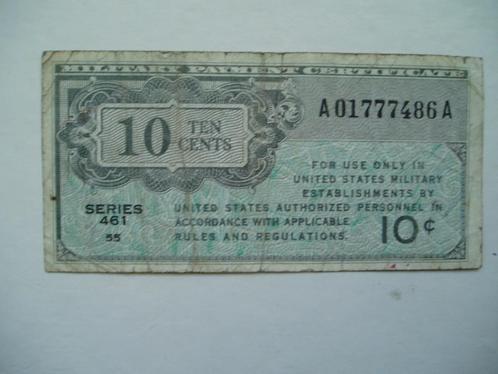 MILITARY PAYMENT CERTIFICATE
A01777486A
10 TEN CENTS
FOR USE ONLY IN
UNITED STATES MILITARY
ESTABLISHMENTS BY
UNITED STATES AUTHORIZED PERSONNEL IN
ACCORDANCE WITH APPLICABLE
RULES AND REGULATIONS.
SERIES
461
55
10¢